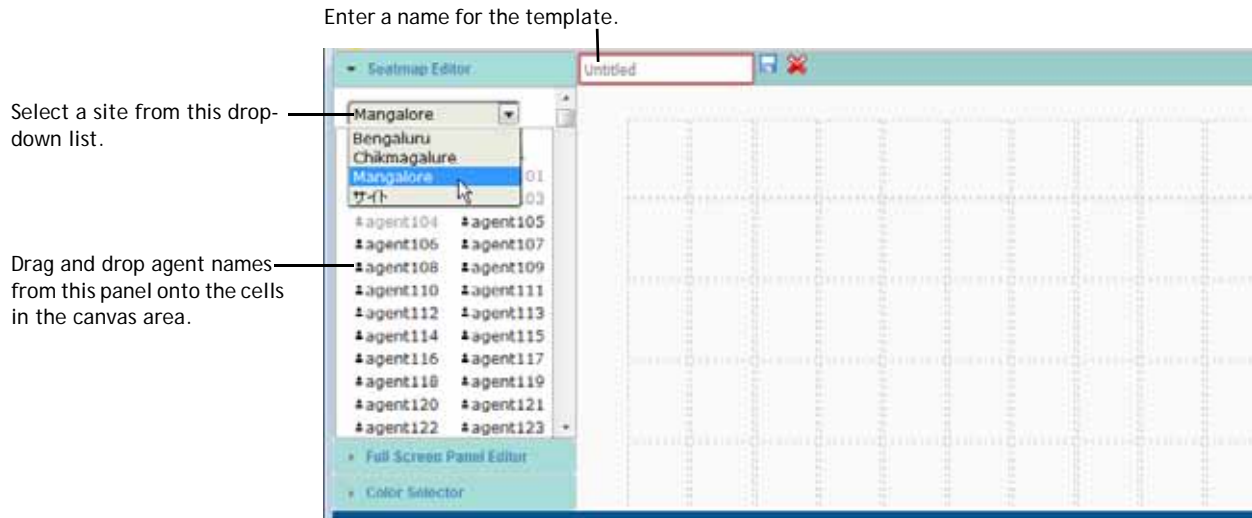 Enter a name for the template.
Seatmap Editor
Untitled
Select a site from this drop-
down list.
Mangalore
Bengaluru
Chikmagalure
Mangalore
01
サイト
03
agent104 agent105
agent106 agent107
Drag and drop agent names
from this panel onto the cells
in the canvas area.
agent108 agent109
agent110 agent111
agent112 agent113
agent114 agent115
agent116 agent117
agent118 agent119
agent120 agent121
agent122 agent123
Full Screen Panel Editor
Color Selector